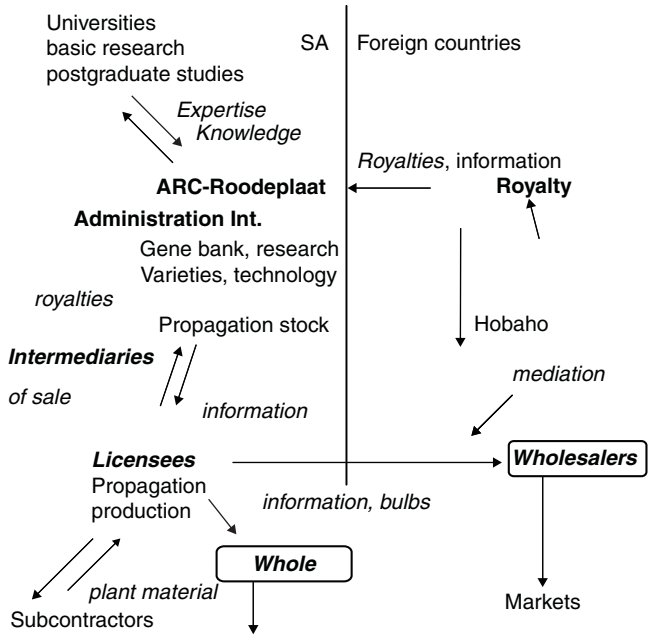 Universities
basic research
postgraduate studies
SA
Foreign countries
Expertise
Knowledge
Royalties, information
ARC-Roodeplaat
Royalty
Administration Int.
Gene bank, research
Varieties, technology
royalties
Propagation stock
Hobaho
Intermediaries
mediation
of sale
information
Licensees
Wholesalers
Propagation
production
information, bulbs
Whole
plant material
Subcontractors
Markets